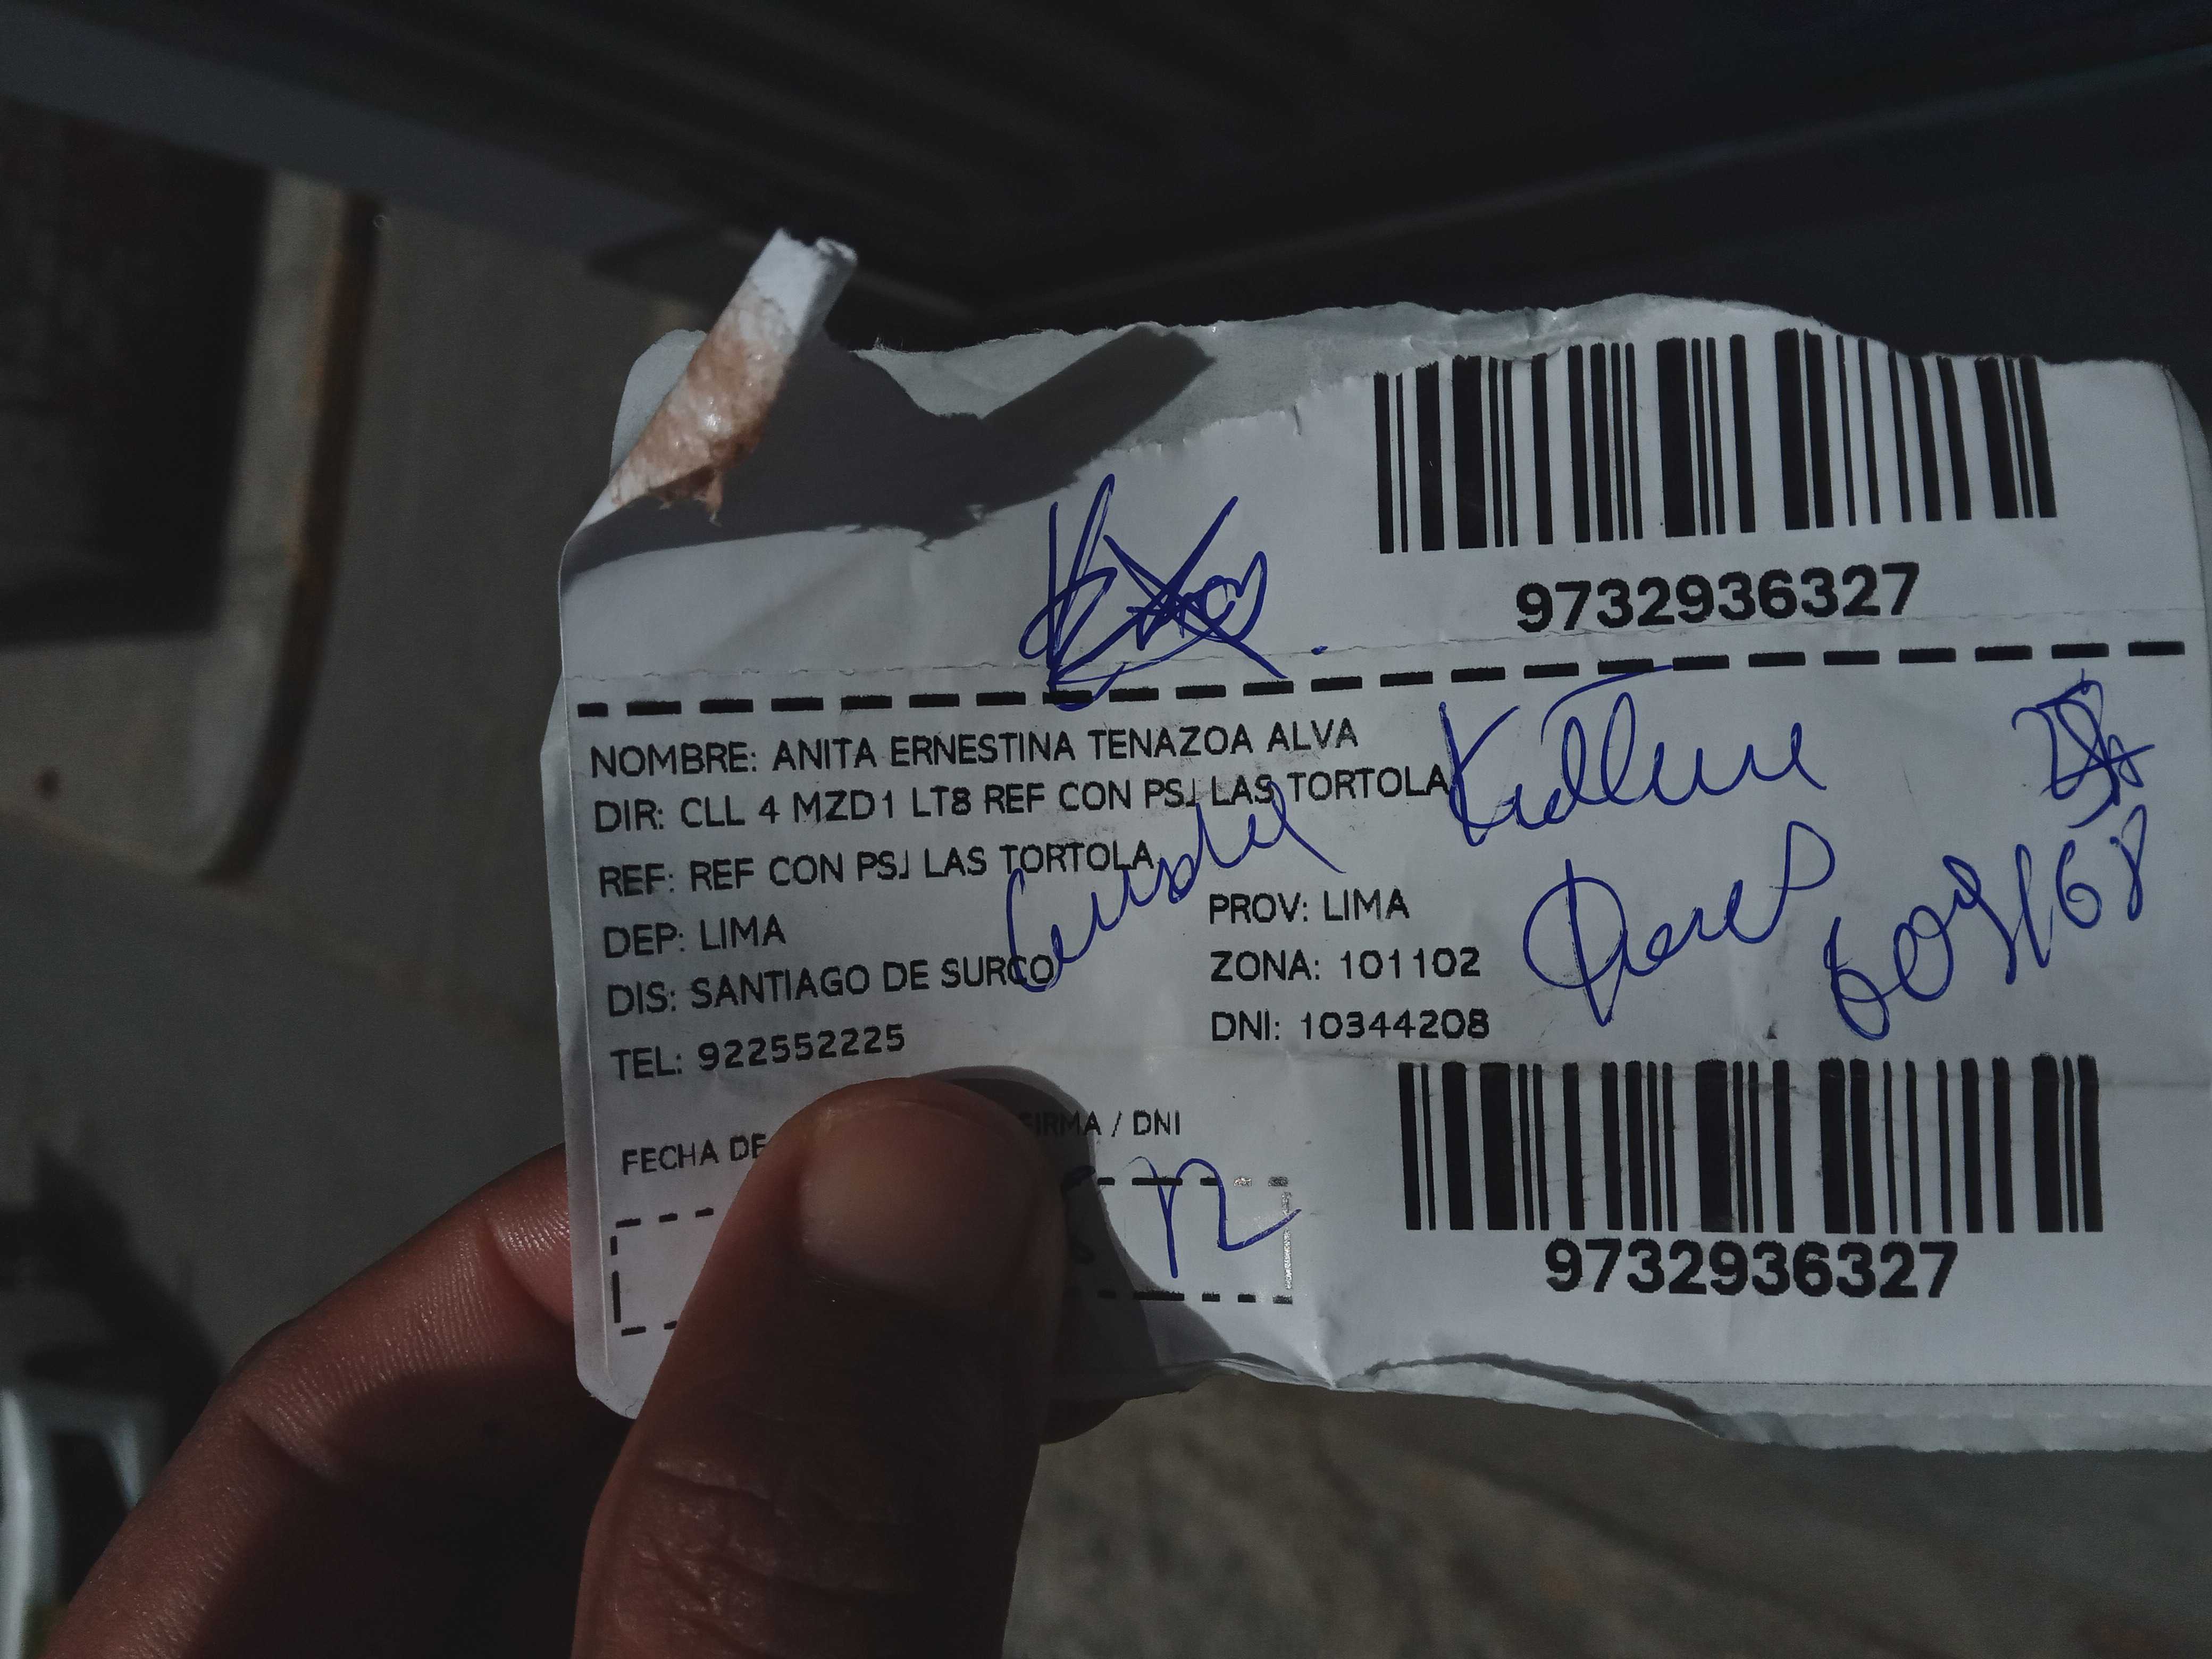 9732936327
NOMBRE: ANITA ERNESTINA TENAZOA ALVA
DIR: CLL 4 MZD1 LT8 REF CON PSJ LAS TORTOLA
REF: REF CON PSJ LAS TORTOLA
DEP: LIMA
PROV: LIMA
DIS: SANTIAGO DE SURCO
ZONA: 101102
TEL: 922552225
DNI: 10344208
FECHA DE
FIRMA / DNI
9732936327